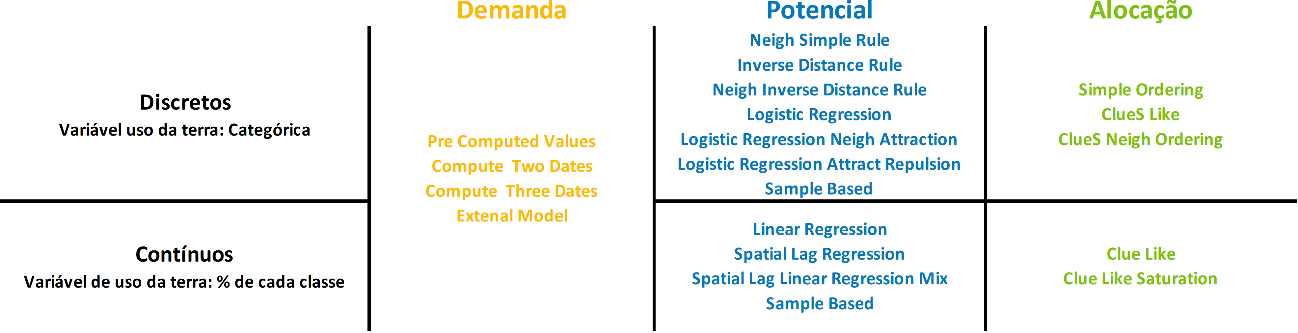 Demanda
Potencial
Alocação
Discretos
Variável uso da terra: Categórica
Pre Computed Values
Compute  Two Dates
Compute  Three Dates
Extenal Model
Neigh Simple Rule
Inverse Distance Rule
Neigh Inverse Distance Rule
Logistic Regression
Logistic Regression Neigh Attraction
Logistic Regression Attract Repulsion
Sample Based
Simple Ordering
ClueS Like
ClueS Neigh Ordering
Contínuos
Variável de uso da terra: % de cada classe
Linear Regression
Spatial Lag Regression
Spatial Lag Linear Regression Mix
Sample Based
Clue Like
Clue Like Saturation